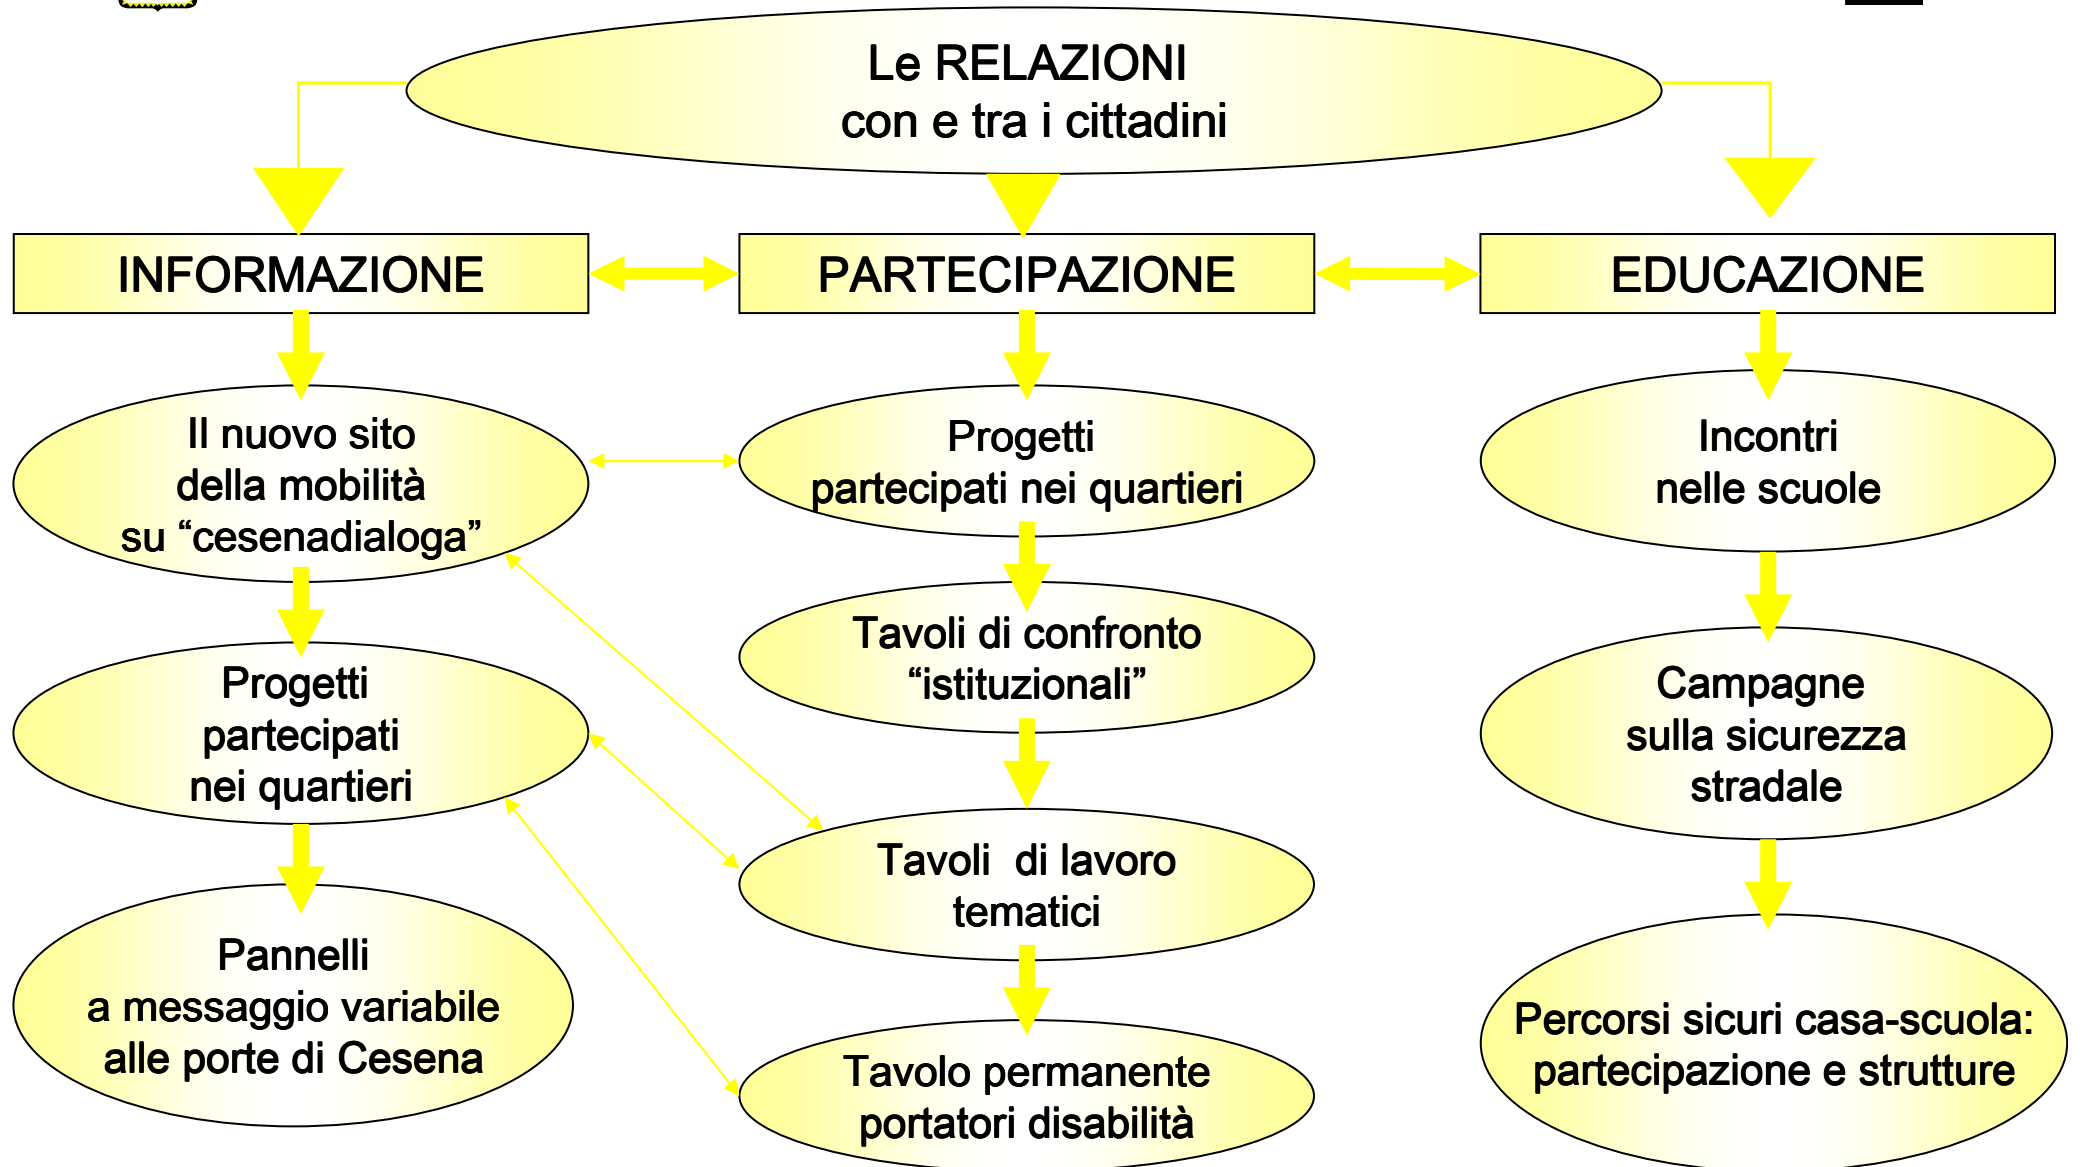 Le RELAZIONI
con e tra i cittadini
INFORMAZIONE
PARTECIPAZIONE
EDUCAZIONE
Il nuovo sito
della mobilità
su “cesenadialoga”
Progetti
partecipati
nei quartieri
Pannelli
a messaggio variabile
alle porte di Cesena
Progetti
partecipati nei quartieri
Tavoli di confronto
“istituzionali”
Tavoli  di lavoro
tematici
Tavolo permanente
portatori disabilità
Incontri
nelle scuole
Campagne
sulla sicurezza
stradale
Percorsi sicuri casa-scuola:
partecipazione e strutture